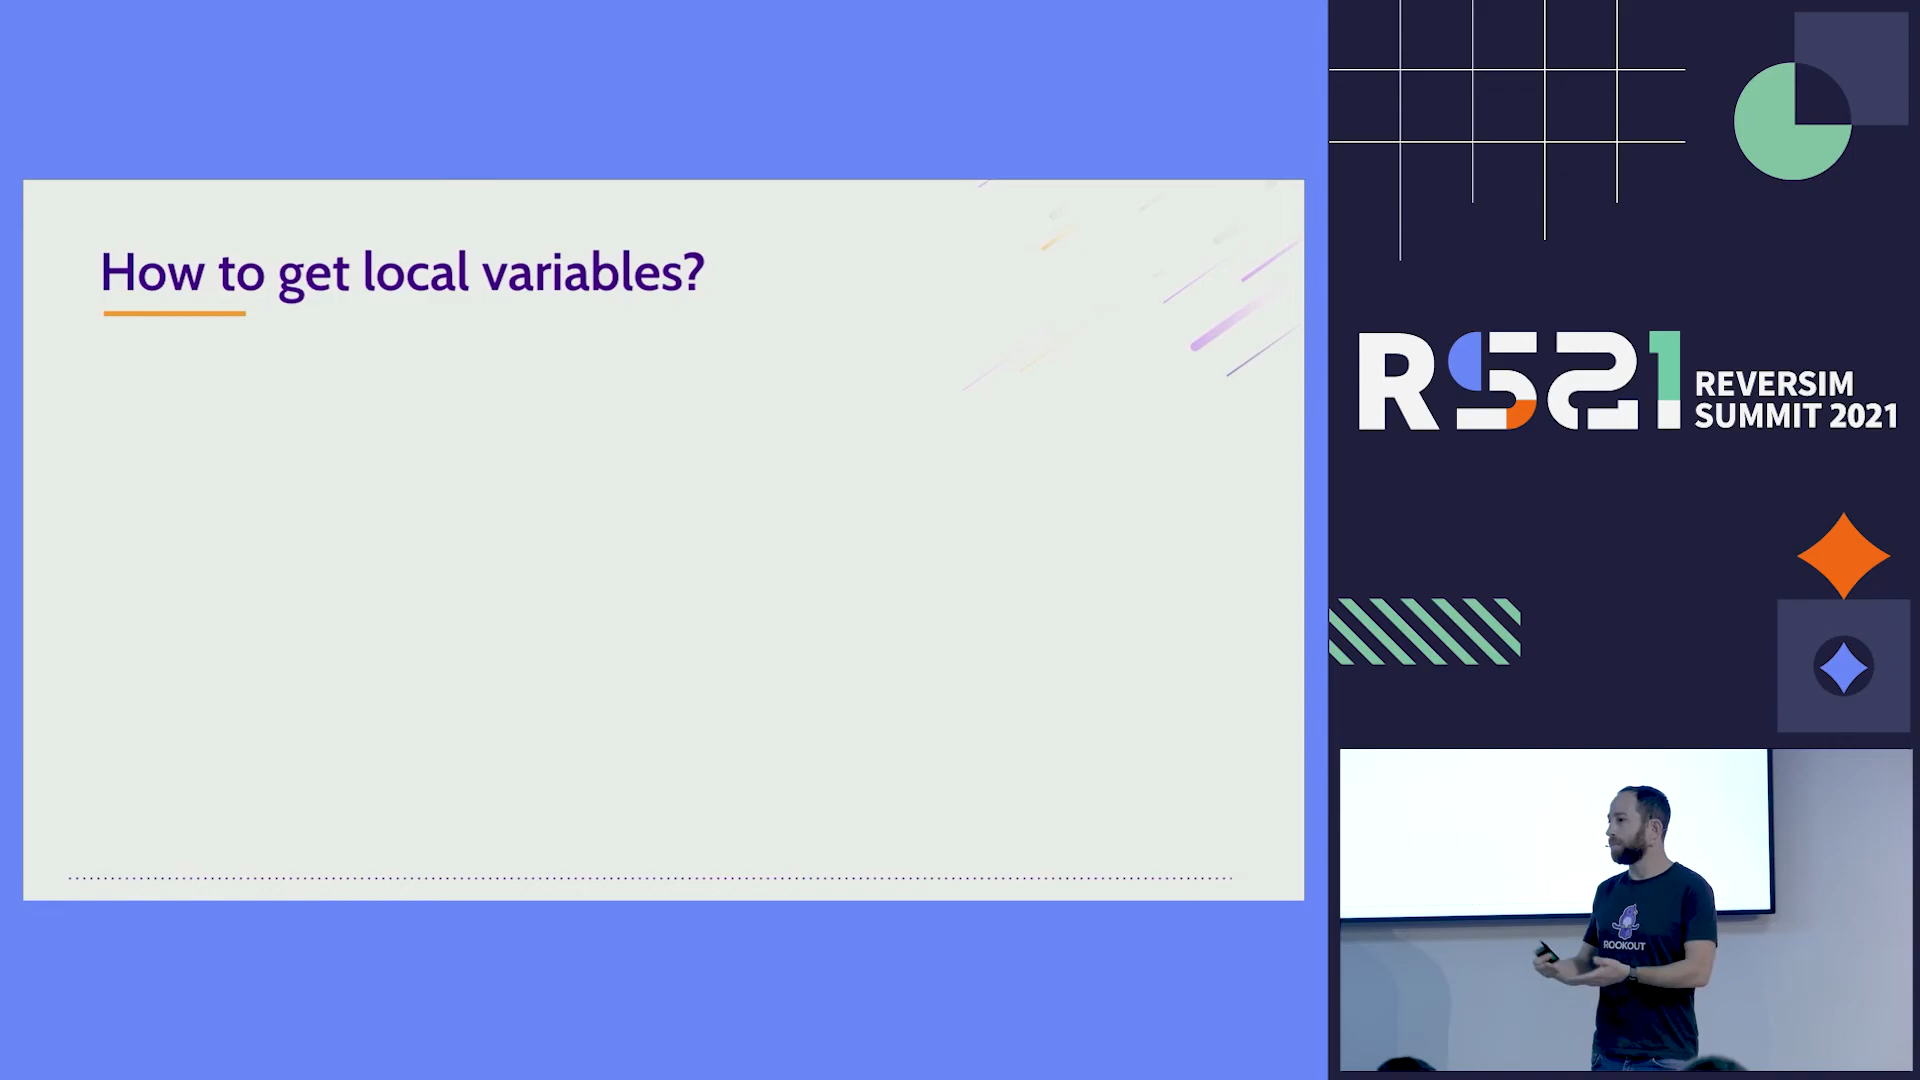 How to get local variables?
RS21
REVERSIM
SUMMIT 2021
ROOKOUT